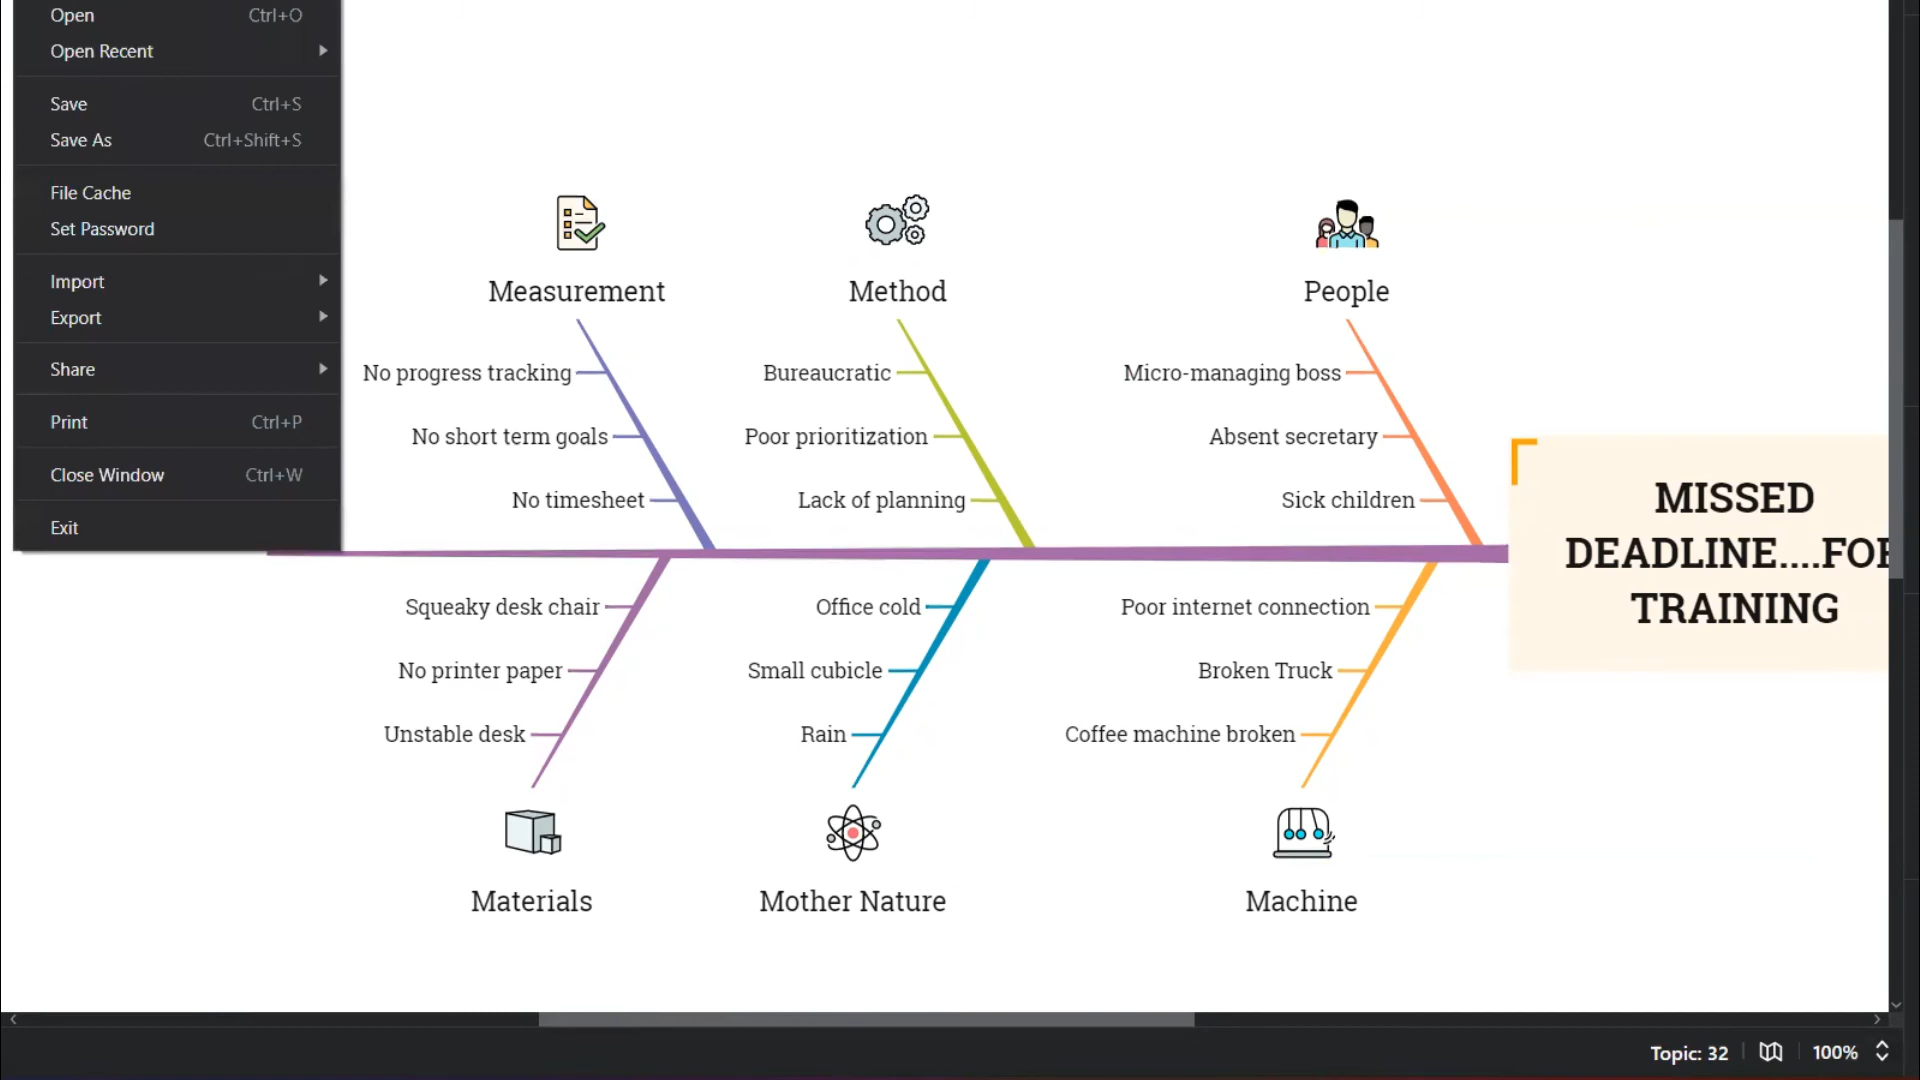 Open Ctrl+O
Open Recent
Save Ctrl+S
Save As Ctrl+Shift+S
File Cache
Set Password
Import
Export
Share
Print Ctrl+P
Close Window Ctrl+W
Exit
Measurement
No progress tracking
No short term goals
No timesheet
Method
Bureaucratic
Poor prioritization
Lack of planning
People
Micro-managing boss
Absent secretary
Sick children
MISSED
DEADLINE....FOR
TRAINING
Squeaky desk chair
No printer paper
Unstable desk
Materials
Office cold
Small cubicle
Rain
Mother Nature
Poor internet connection
Broken Truck
Coffee machine broken
Machine
Topic: 32
100%